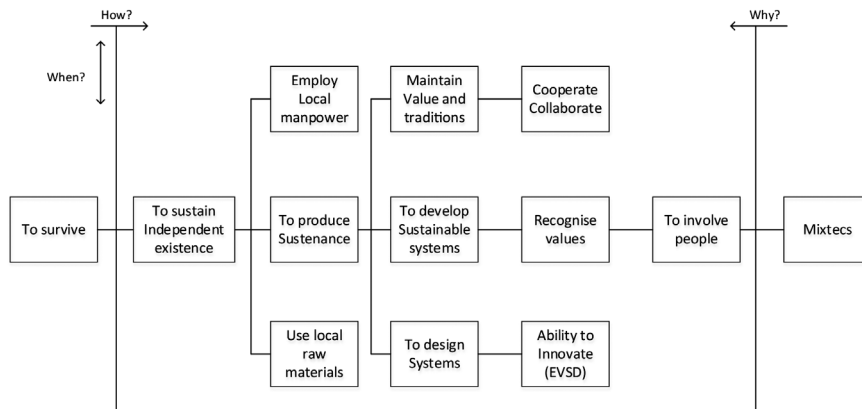 How?
Why?
When?
Employ
Local
manpower
Maintain
Value and
traditions
Cooperate
Collaborate
To survive
To sustain
Independent
existence
To produce
Sustenance
To develop
Sustainable
systems
Recognise
values
To involve
people
Mixtecs
Use local
raw
materials
To design
Systems
Ability to
Innovate
(EVSD)